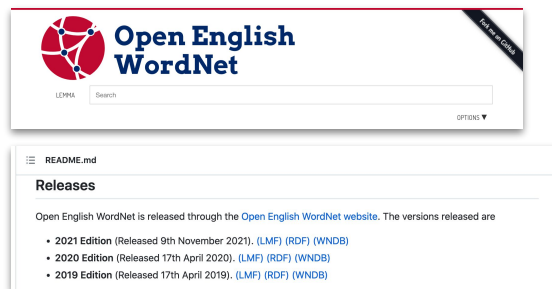 Open English
WordNet
Fork me on GitHub
LEMMA Search
OPTIONS ▼
README.md
Releases
Open English WordNet is released through the Open English WordNet website. The versions released are
• 2021 Edition (Released 9th November 2021). (LMF) (RDF) (WNDB)
• 2020 Edition (Released 17th April 2020). (LMF) (RDF) (WNDB)
• 2019 Edition (Released 17th April 2019). (LMF) (RDF) (WNDB)